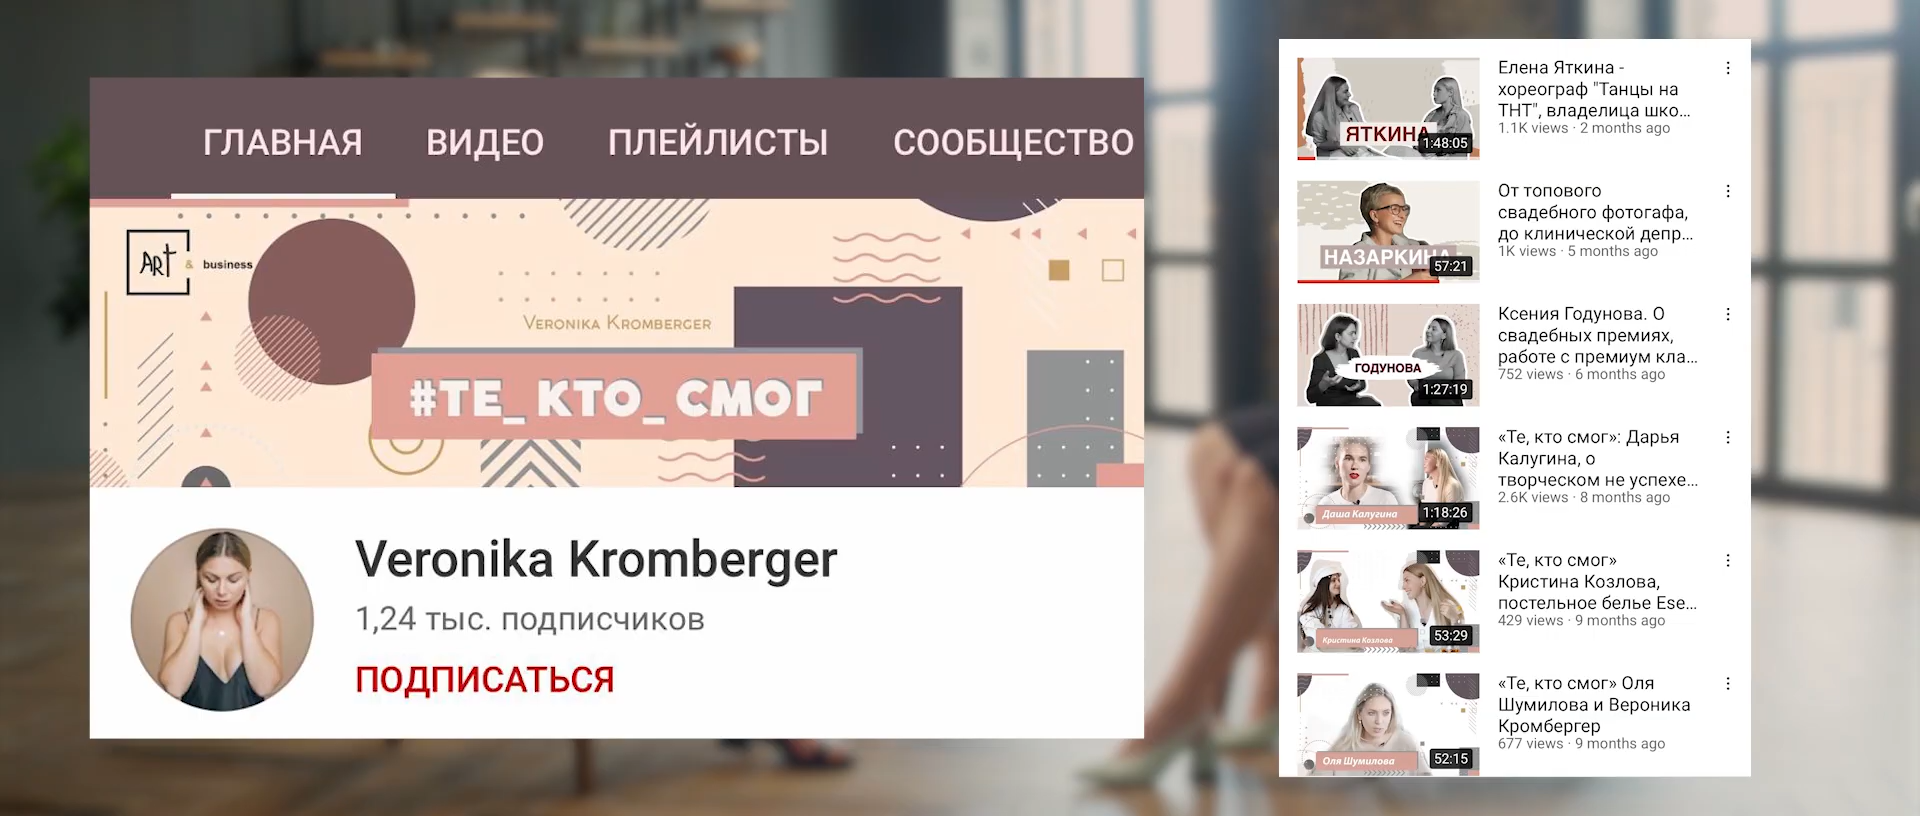 ГЛАВНАЯ ВИДЕО ПЛЕЙЛИСТЫ СООБЩЕСТВО
ART & business
VERONIKA KROMBERGER
#ТЕ_КТО_СМОГ
Veronika Kromberger
1,24 тыс. подписчиков
ПОДПИСАТЬСЯ
ЯТКИНА
1:48:05
Елена Яткина -
хореограф "Танцы на
ТНТ", владелица шко...
1.1K views · 2 months ago
НАЗАРКИНА
57:21
От топового
свадебного фотогафа,
до клинической депр...
1K views · 5 months ago
ГОДУНОВА
1:27:19
Ксения Годунова. О
свадебных премиях,
работе с премиум кла...
752 views · 6 months ago
Даша Калугина
1:18:26
«Те, кто смог»: Дарья
Калугина, о
творческом не успехе...
2.6K views · 8 months ago
Кристина Козлова
53:29
«Те, кто смог»
Кристина Козлова,
постельное белье Ese...
429 views · 9 months ago
Оля Шумилова
52:15
«Те, кто смог» Оля
Шумилова и Вероника
Кромбергер
677 views · 9 months ago